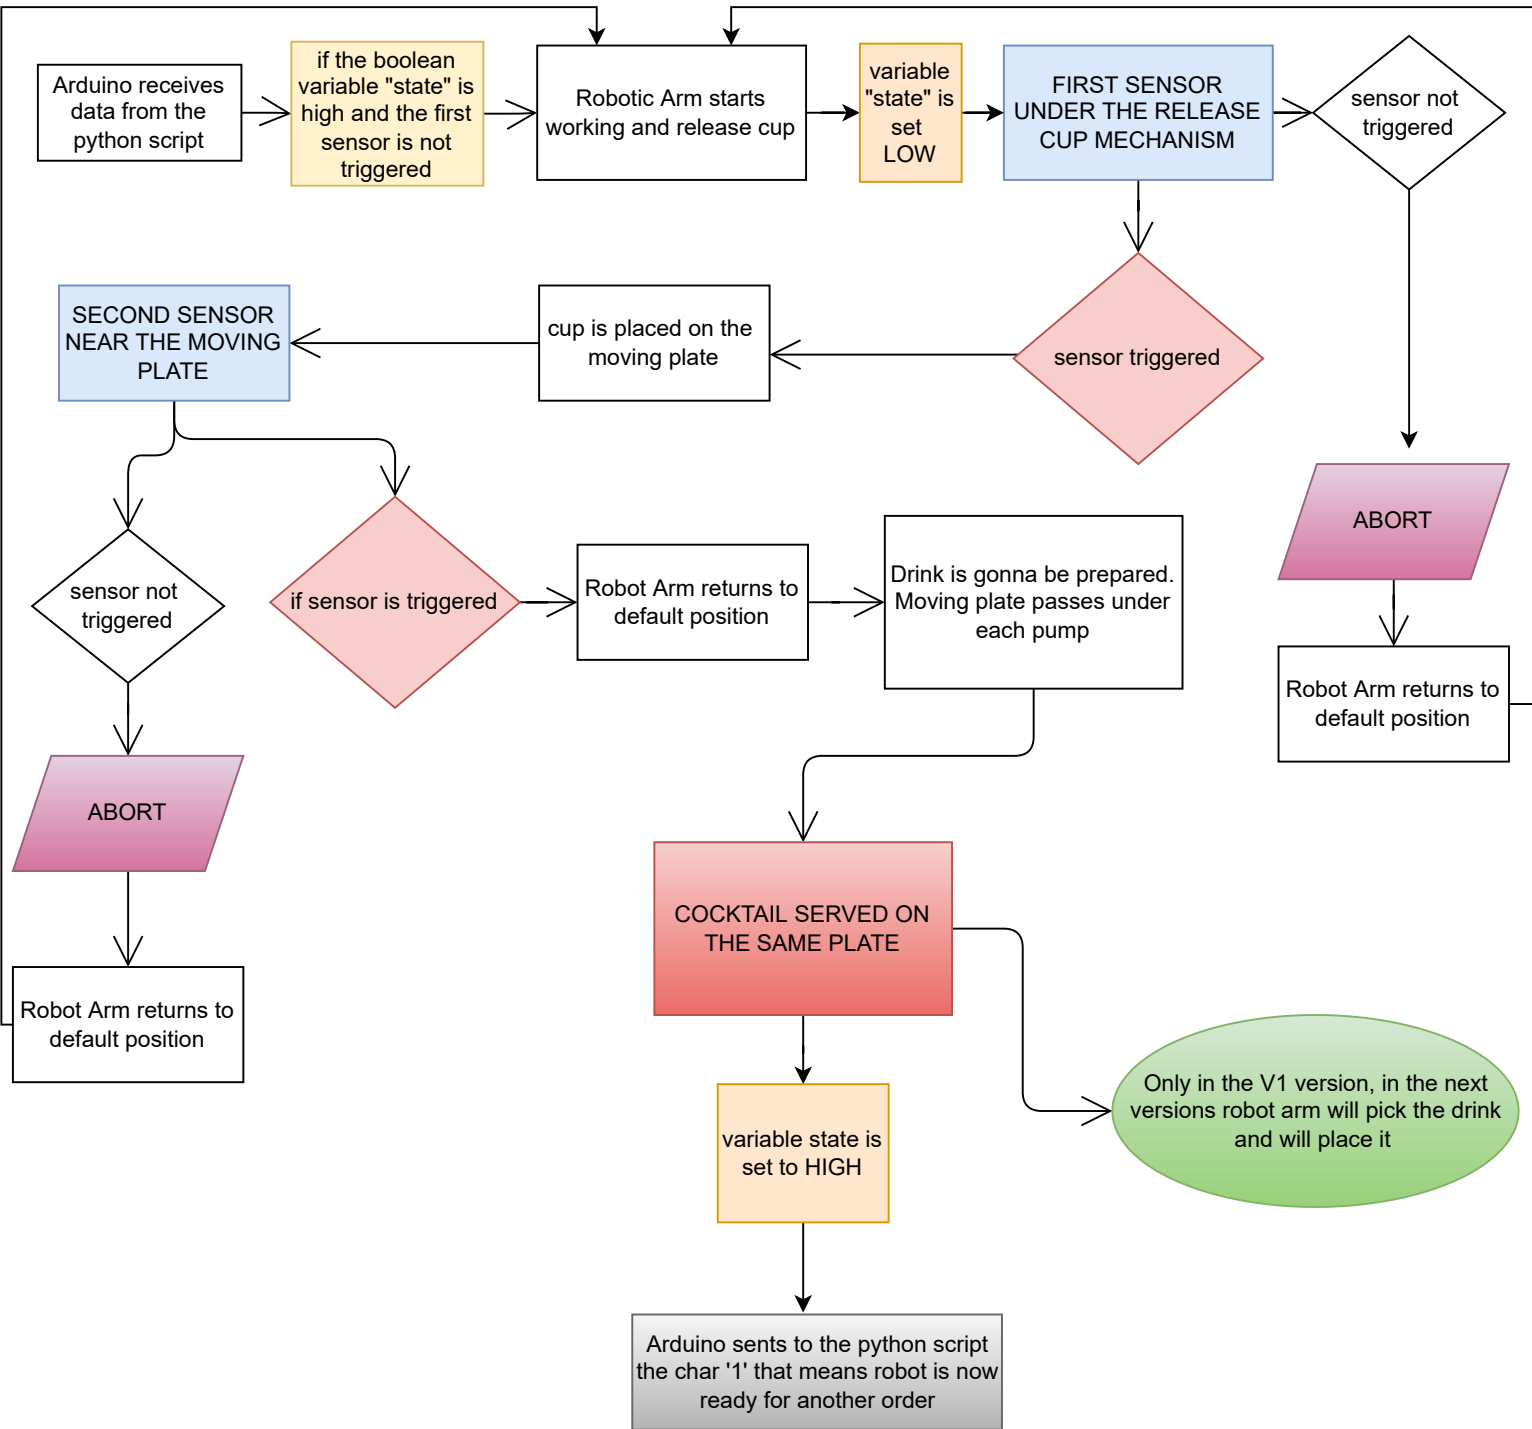 Arduino receives
data from the
python script
if the boolean
variable "state" is
high and the first
sensor is not
triggered
Robotic Arm starts
working and release cup
variable
"state" is
set
LOW
FIRST SENSOR
UNDER THE RELEASE
CUP MECHANISM
sensor not
triggered
SECOND SENSOR
NEAR THE MOVING
PLATE
cup is placed on the
moving plate
sensor triggered
sensor not
triggered
if sensor is triggered
Robot Arm returns to
default position
Drink is gonna be prepared.
Moving plate passes under
each pump
ABORT
Robot Arm returns to
default position
ABORT
Robot Arm returns to
default position
COCKTAIL SERVED ON
THE SAME PLATE
Only in the V1 version, in the next
versions robot arm will pick the drink
and will place it
variable state is
set to HIGH
Arduino sents to the python script
the char '1' that means robot is now
ready for another order